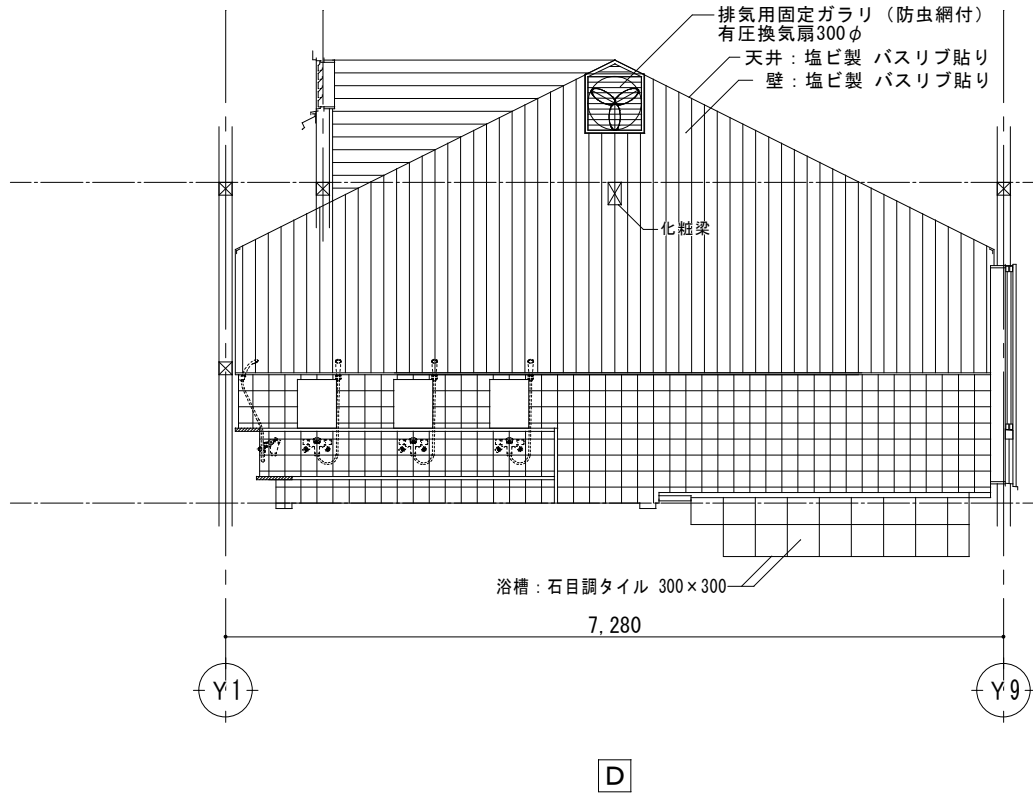 排気用固定ガラリ（防虫網付）
有圧換気扇300φ
天井：塩ビ製 バスリブ貼り
壁：塩ビ製 バスリブ貼り
化粧梁
浴槽：石目調タイル 300×300
7,280
Y1
Y9
D